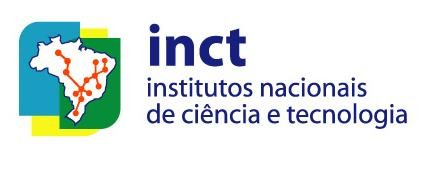 inct
institutos nacionais
de ciência e tecnologia